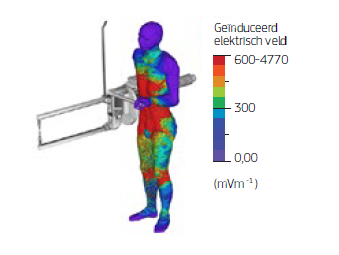 Geïnduceerd
elektrisch veld
600-4770
300
0,00
(mVm⁻¹)